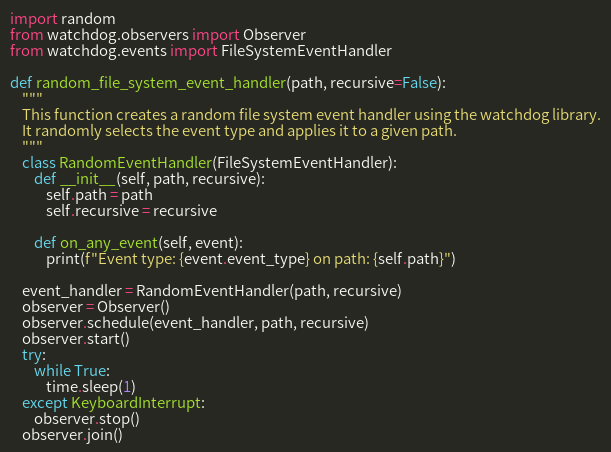 import random
from watchdog.observers import Observer
from watchdog.events import FileSystemEventHandler

def random_file_system_event_handler(path, recursive=False):
    """
    This function creates a random file system event handler using the watchdog library.
    It randomly selects the event type and applies it to a given path.
    """
    class RandomEventHandler(FileSystemEventHandler):
        def __init__(self, path, recursive):
            self.path = path
            self.recursive = recursive

        def on_any_event(self, event):
            print(f"Event type: {event.event_type} on path: {self.path}")

    event_handler = RandomEventHandler(path, recursive)
    observer = Observer()
    observer.schedule(event_handler, path, recursive)
    observer.start()
    try:
        while True:
            time.sleep(1)
    except KeyboardInterrupt:
        observer.stop()
    observer.join()